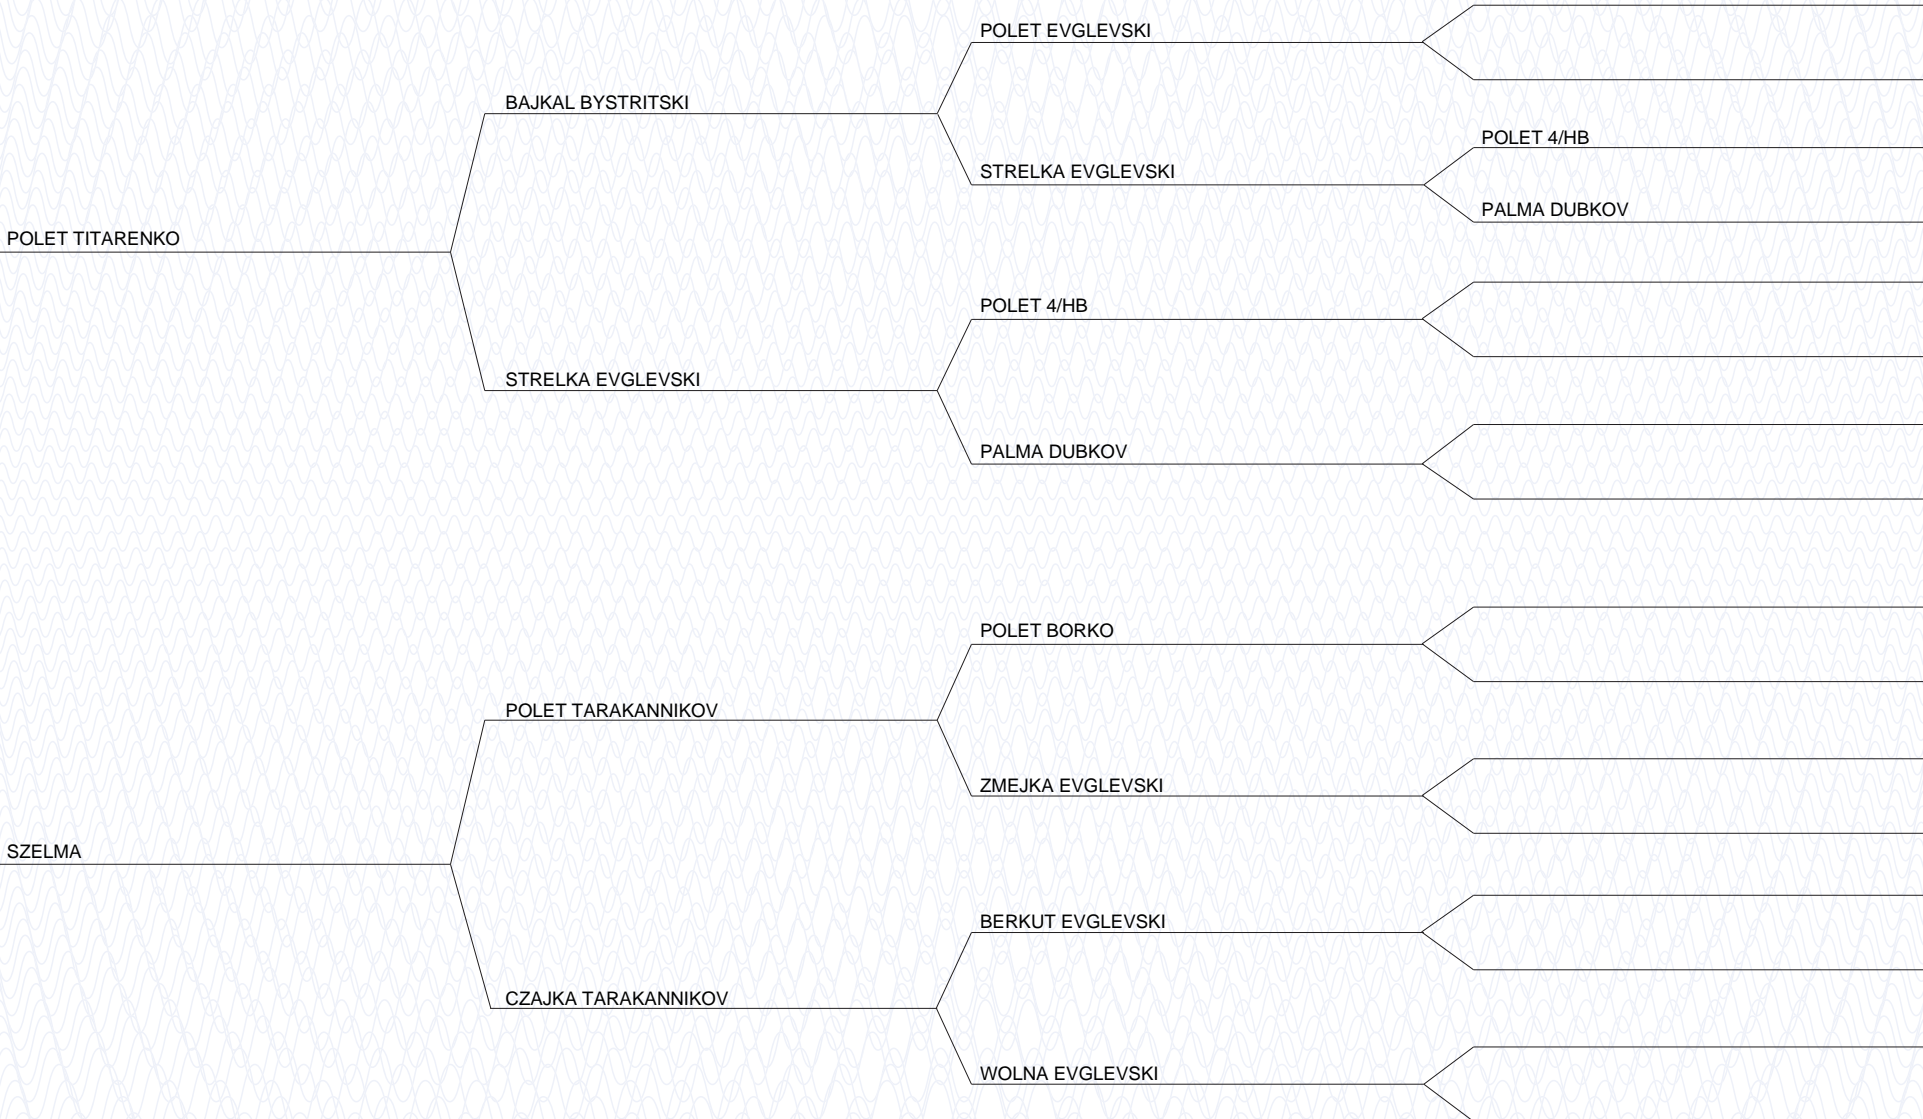 POLET EVGLEVSKI
BAJKAL BYSTRITSKI
POLET 4/HB
STRELKA EVGLEVSKI
PALMA DUBKOV
POLET TITARENKO
POLET 4/HB
STRELKA EVGLEVSKI
PALMA DUBKOV
POLET BORKO
POLET TARAKANNIKOV
ZMEJKA EVGLEVSKI
SZELMA
BERKUT EVGLEVSKI
CZAJKA TARAKANNIKOV
WOLNA EVGLEVSKI